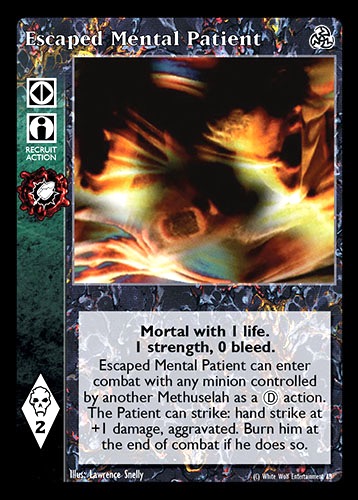 Escaped Mental Patient
RECRUIT
ACTION
Mortal with 1 life.
1 strength, 0 bleed.
Escaped Mental Patient can enter
combat with any minion controlled
by another Methuselah as a Ⓓ action.
The Patient can strike: hand strike at
+1 damage, aggravated. Burn him at
the end of combat if he does so.
2
Illus: Lawrence Snelly
(C) White Wolf Entertainment AB